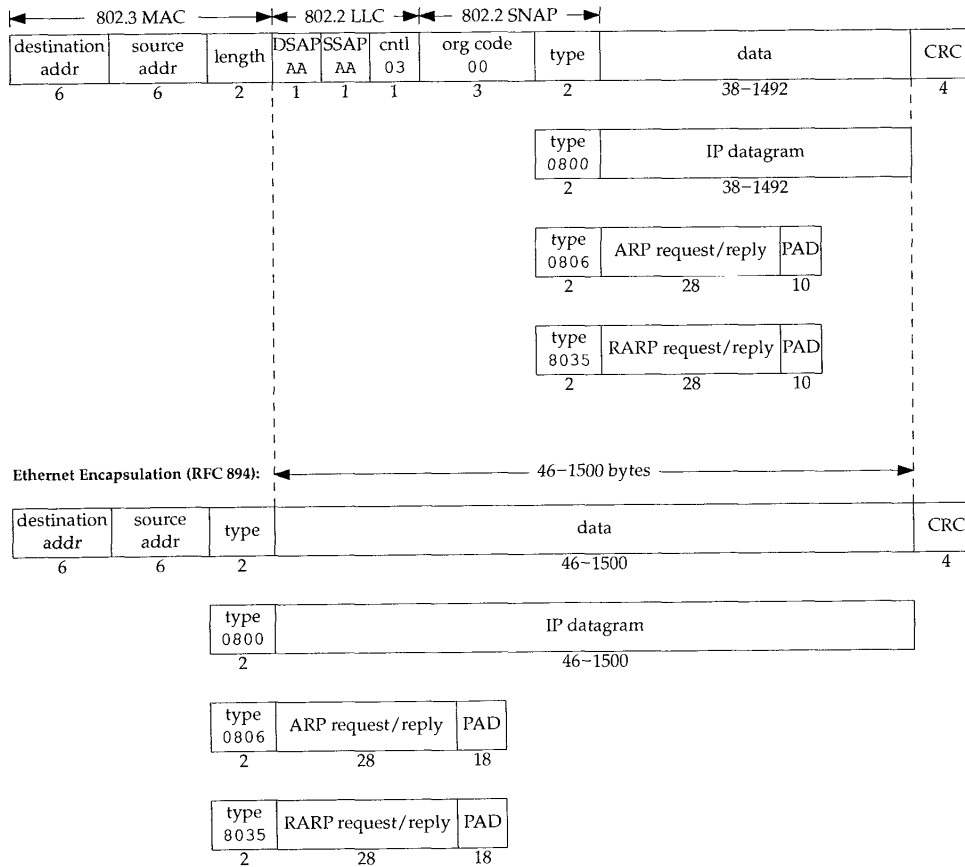 802.3 MAC 802.2 LLC 802.2 SNAP
destination addr source addr length DSAP AA SSAP AA cntl 03 org code 00 type data CRC
6 6 2 1 1 1 3 2 38-1492 4
type 0800 IP datagram
2 38-1492
type 0806 ARP request/reply PAD
2 28 10
type 8035 RARP request/reply PAD
2 28 10
Ethernet Encapsulation (RFC 894): 46-1500 bytes
destination addr source addr type data CRC
6 6 2 46-1500 4
type 0800 IP datagram
2 46-1500
type 0806 ARP request/reply PAD
2 28 18
type 8035 RARP request/reply PAD
2 28 18